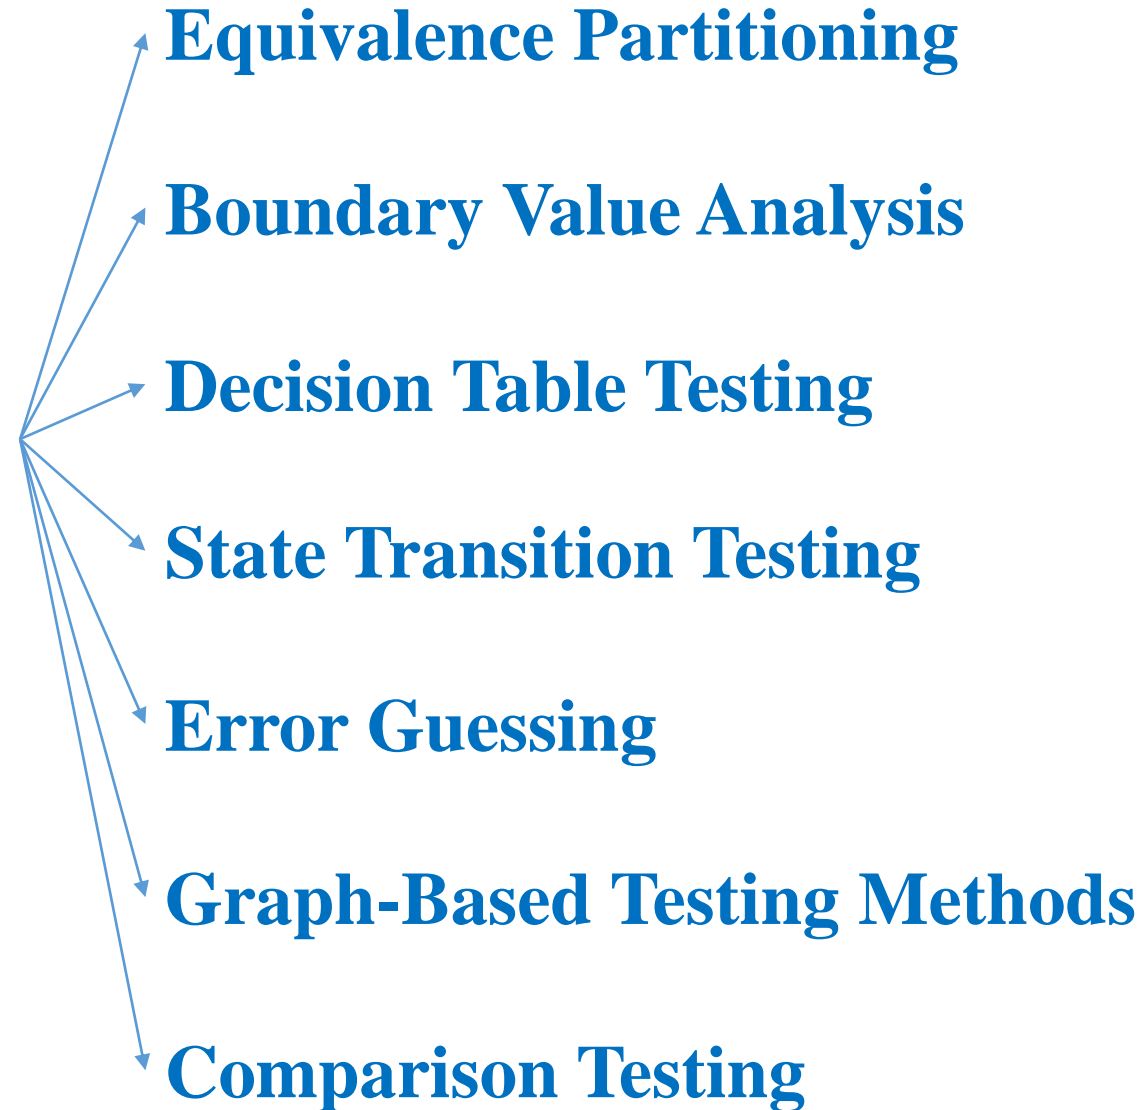 Equivalence Partitioning
Boundary Value Analysis
Decision Table Testing
State Transition Testing
Error Guessing
Graph-Based Testing Methods
Comparison Testing